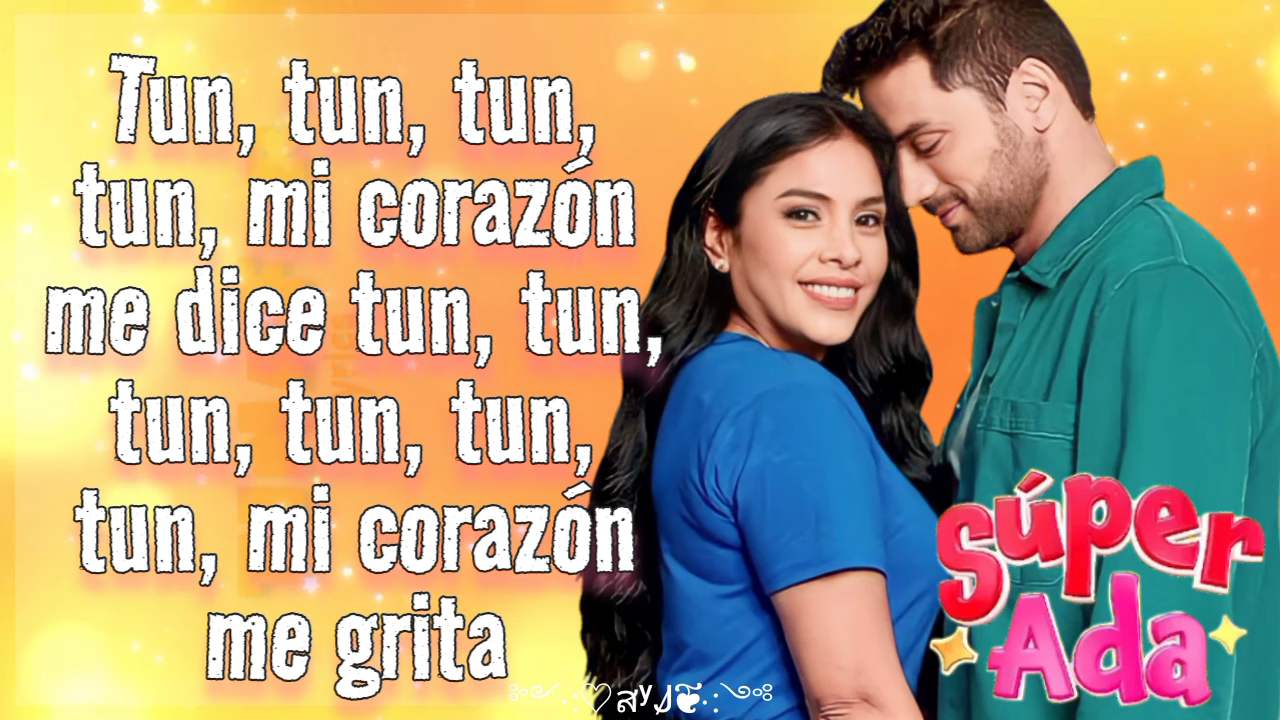 Tun, tun, tun,
tun, mi corazón
me dice tun, tun,
tun, tun, tun,
tun, mi corazón
me grita
Súper
Ada